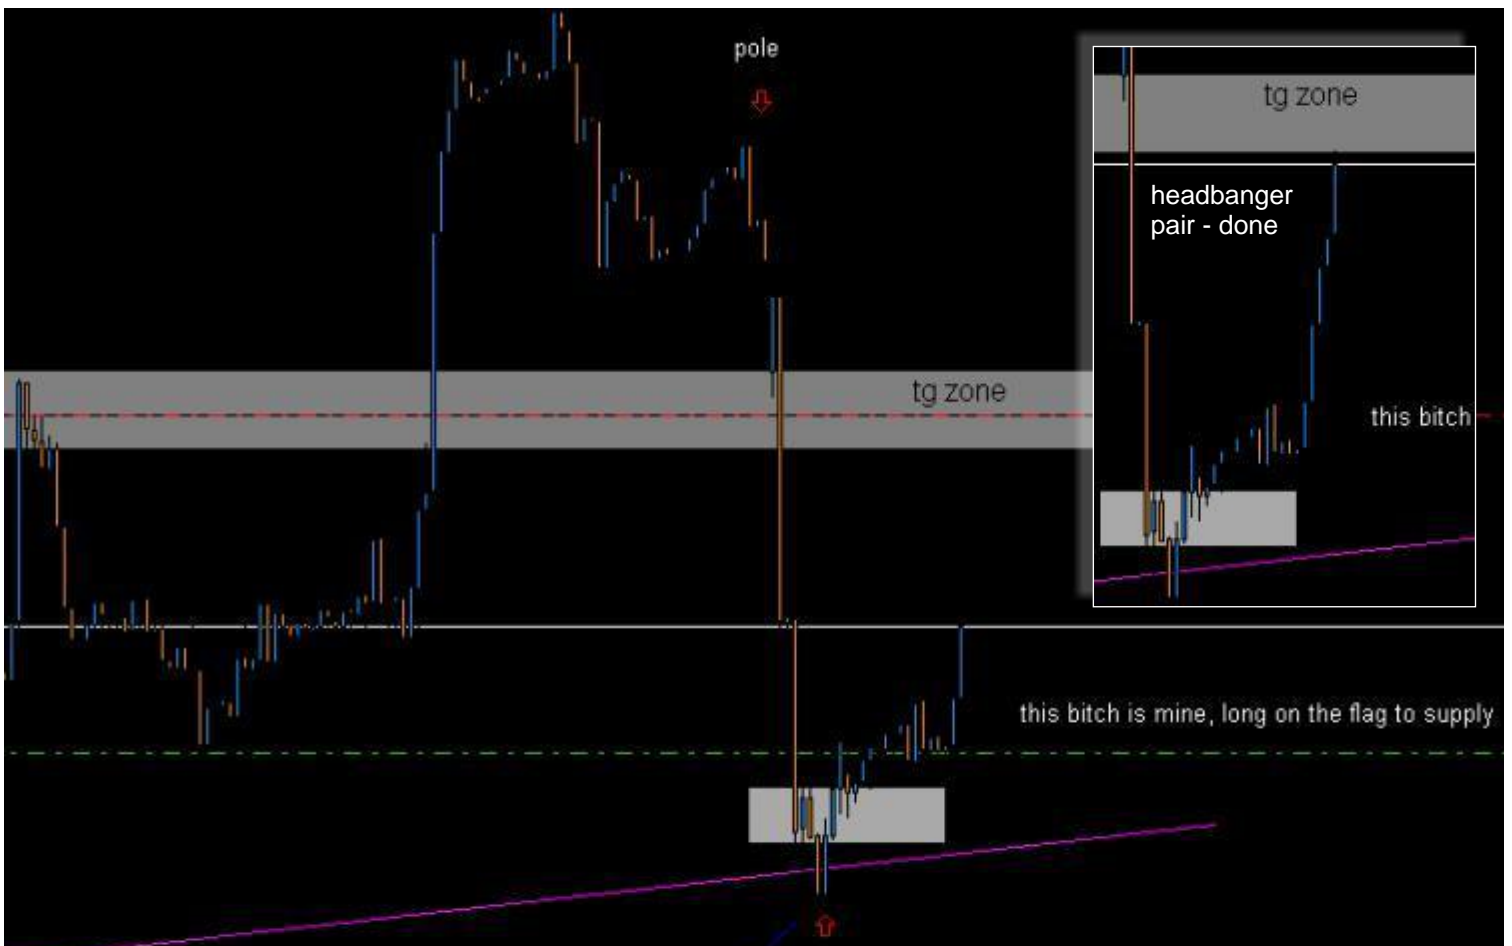 pole
tg zone
headbanger
pair - done
tg zone
this bitch
this bitch is mine, long on the flag to supply